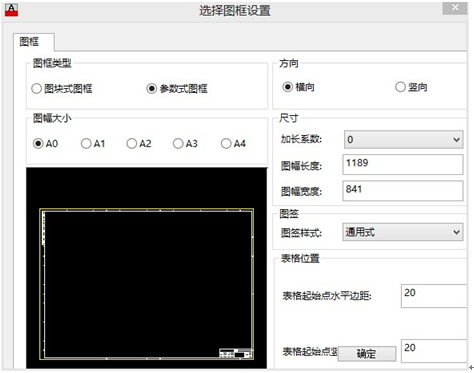 选择图框设置
图框
图框类型
图块式图框 参数式图框
方向
横向 竖向
图幅大小
A0 A1 A2 A3 A4
尺寸
加长系数: 0
图幅长度: 1189
图幅宽度: 841
图签
图签样式: 通用式
表格位置
表格起始点水平边距: 20
表格起始点竖 20
确定